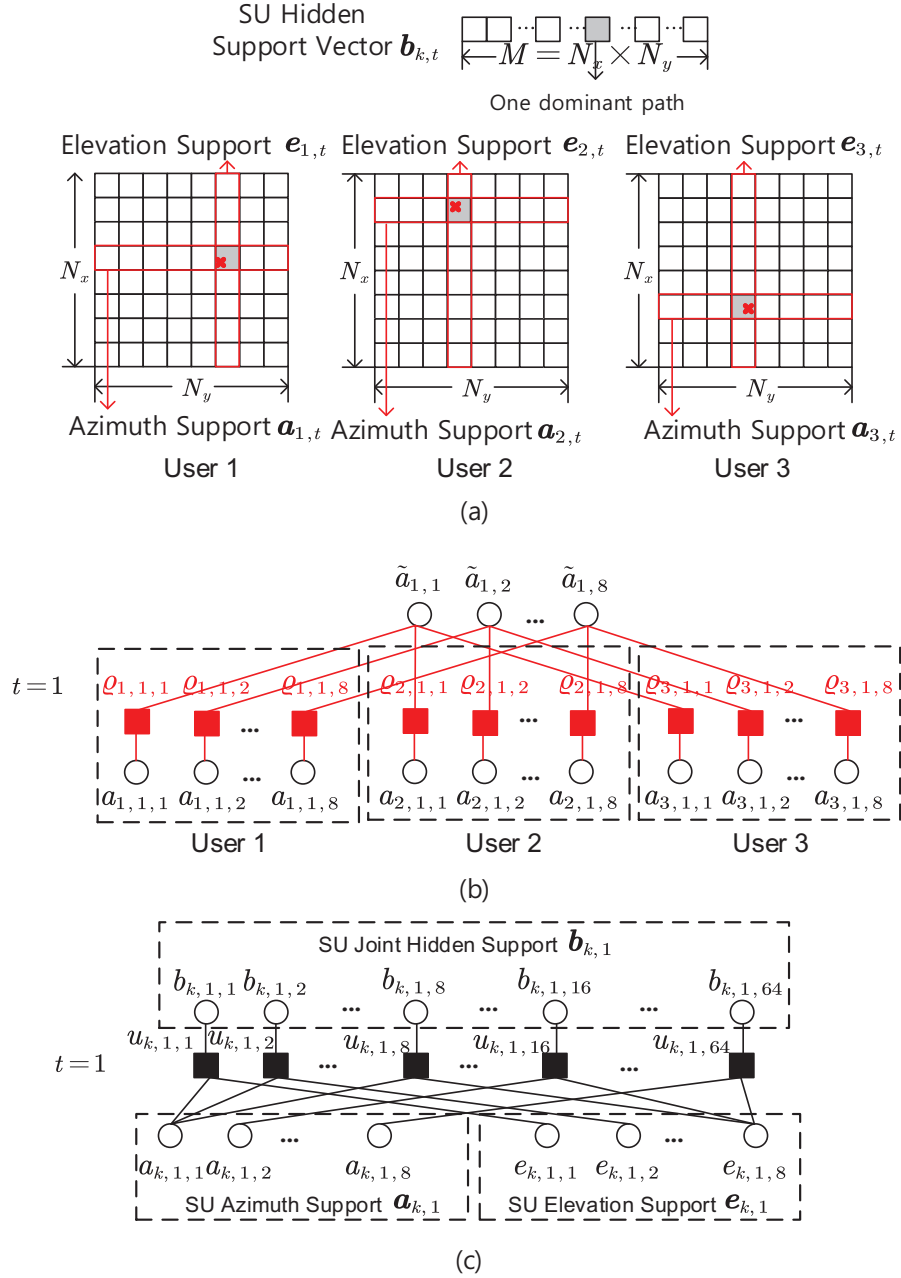 SU Hidden
Support Vector b_{k,t}
... ... ... ...
M = N_x × N_y
One dominant path
Elevation Support e_{1,t} Elevation Support e_{2,t} Elevation Support e_{3,t}
N_x N_x N_x
N_y N_y N_y
Azimuth Support a_{1,t} Azimuth Support a_{2,t} Azimuth Support a_{3,t}
User 1 User 2 User 3
(a)
ã_{1,1} ã_{1,2} ... ã_{1,8}
t=1 ϱ_{1,1,1} ϱ_{1,1,2} ϱ_{1,1,8} ϱ_{2,1,1} ϱ_{2,1,2} ϱ_{2,1,8} ϱ_{3,1,1} ϱ_{3,1,2} ϱ_{3,1,8}
... ... ...
... ... ...
a_{1,1,1} a_{1,1,2} a_{1,1,8} a_{2,1,1} a_{2,1,2} a_{2,1,8} a_{3,1,1} a_{3,1,2} a_{3,1,8}
User 1 User 2 User 3
(b)
SU Joint Hidden Support b_{k,1}
b_{k,1,1} b_{k,1,2} b_{k,1,8} b_{k,1,16} b_{k,1,64}
... ... ...
u_{k,1,1} u_{k,1,2} u_{k,1,8} u_{k,1,16} u_{k,1,64}
t=1 ... ... ...
... ...
a_{k,1,1} a_{k,1,2} a_{k,1,8} e_{k,1,1} e_{k,1,2} e_{k,1,8}
SU Azimuth Support a_{k,1} SU Elevation Support e_{k,1}
(c)